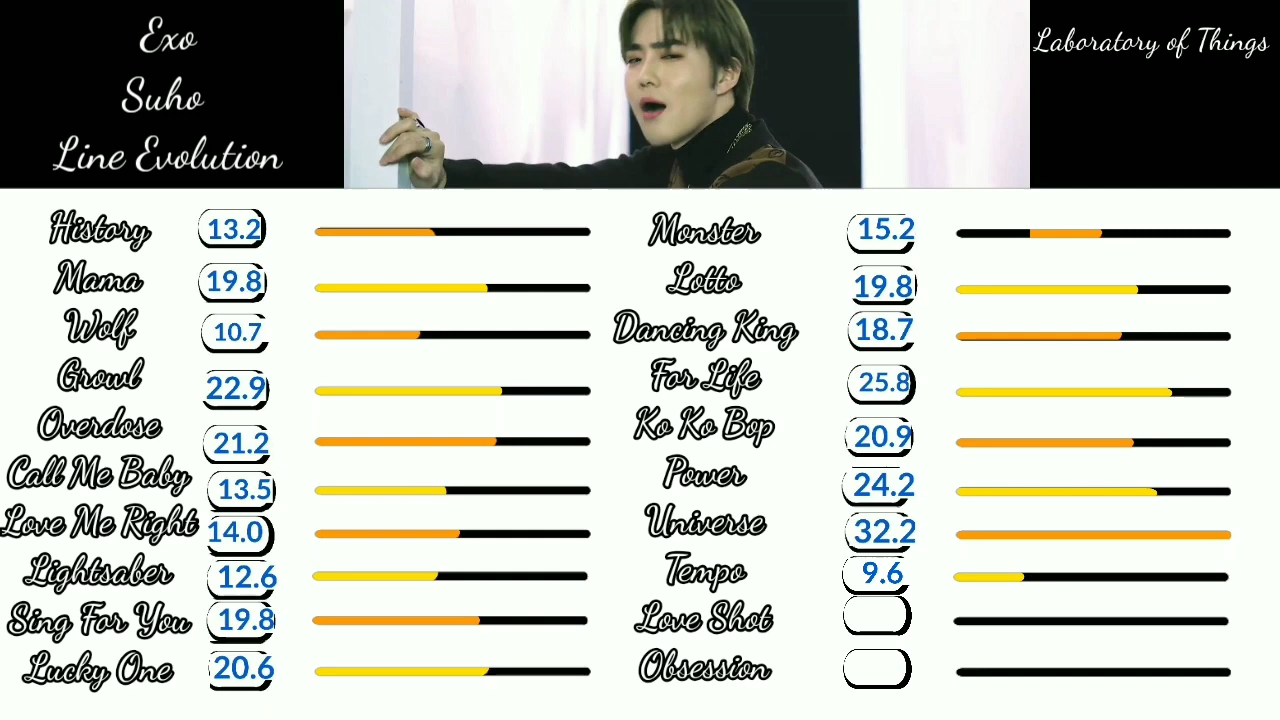 Exo
Suho
Line Evolution
Laboratory of Things
History 13.2
Mama 19.8
Wolf 10.7
Growl 22.9
Overdose 21.2
Call Me Baby 13.5
Love Me Right 14.0
Lightsaber 12.6
Sing For You 19.8
Lucky One 20.6
Monster 15.2
Lotto 19.8
Dancing King 18.7
For Life 25.8
Ko Ko Bop 20.9
Power 24.2
Universe 32.2
Tempo 9.6
Love Shot
Obsession